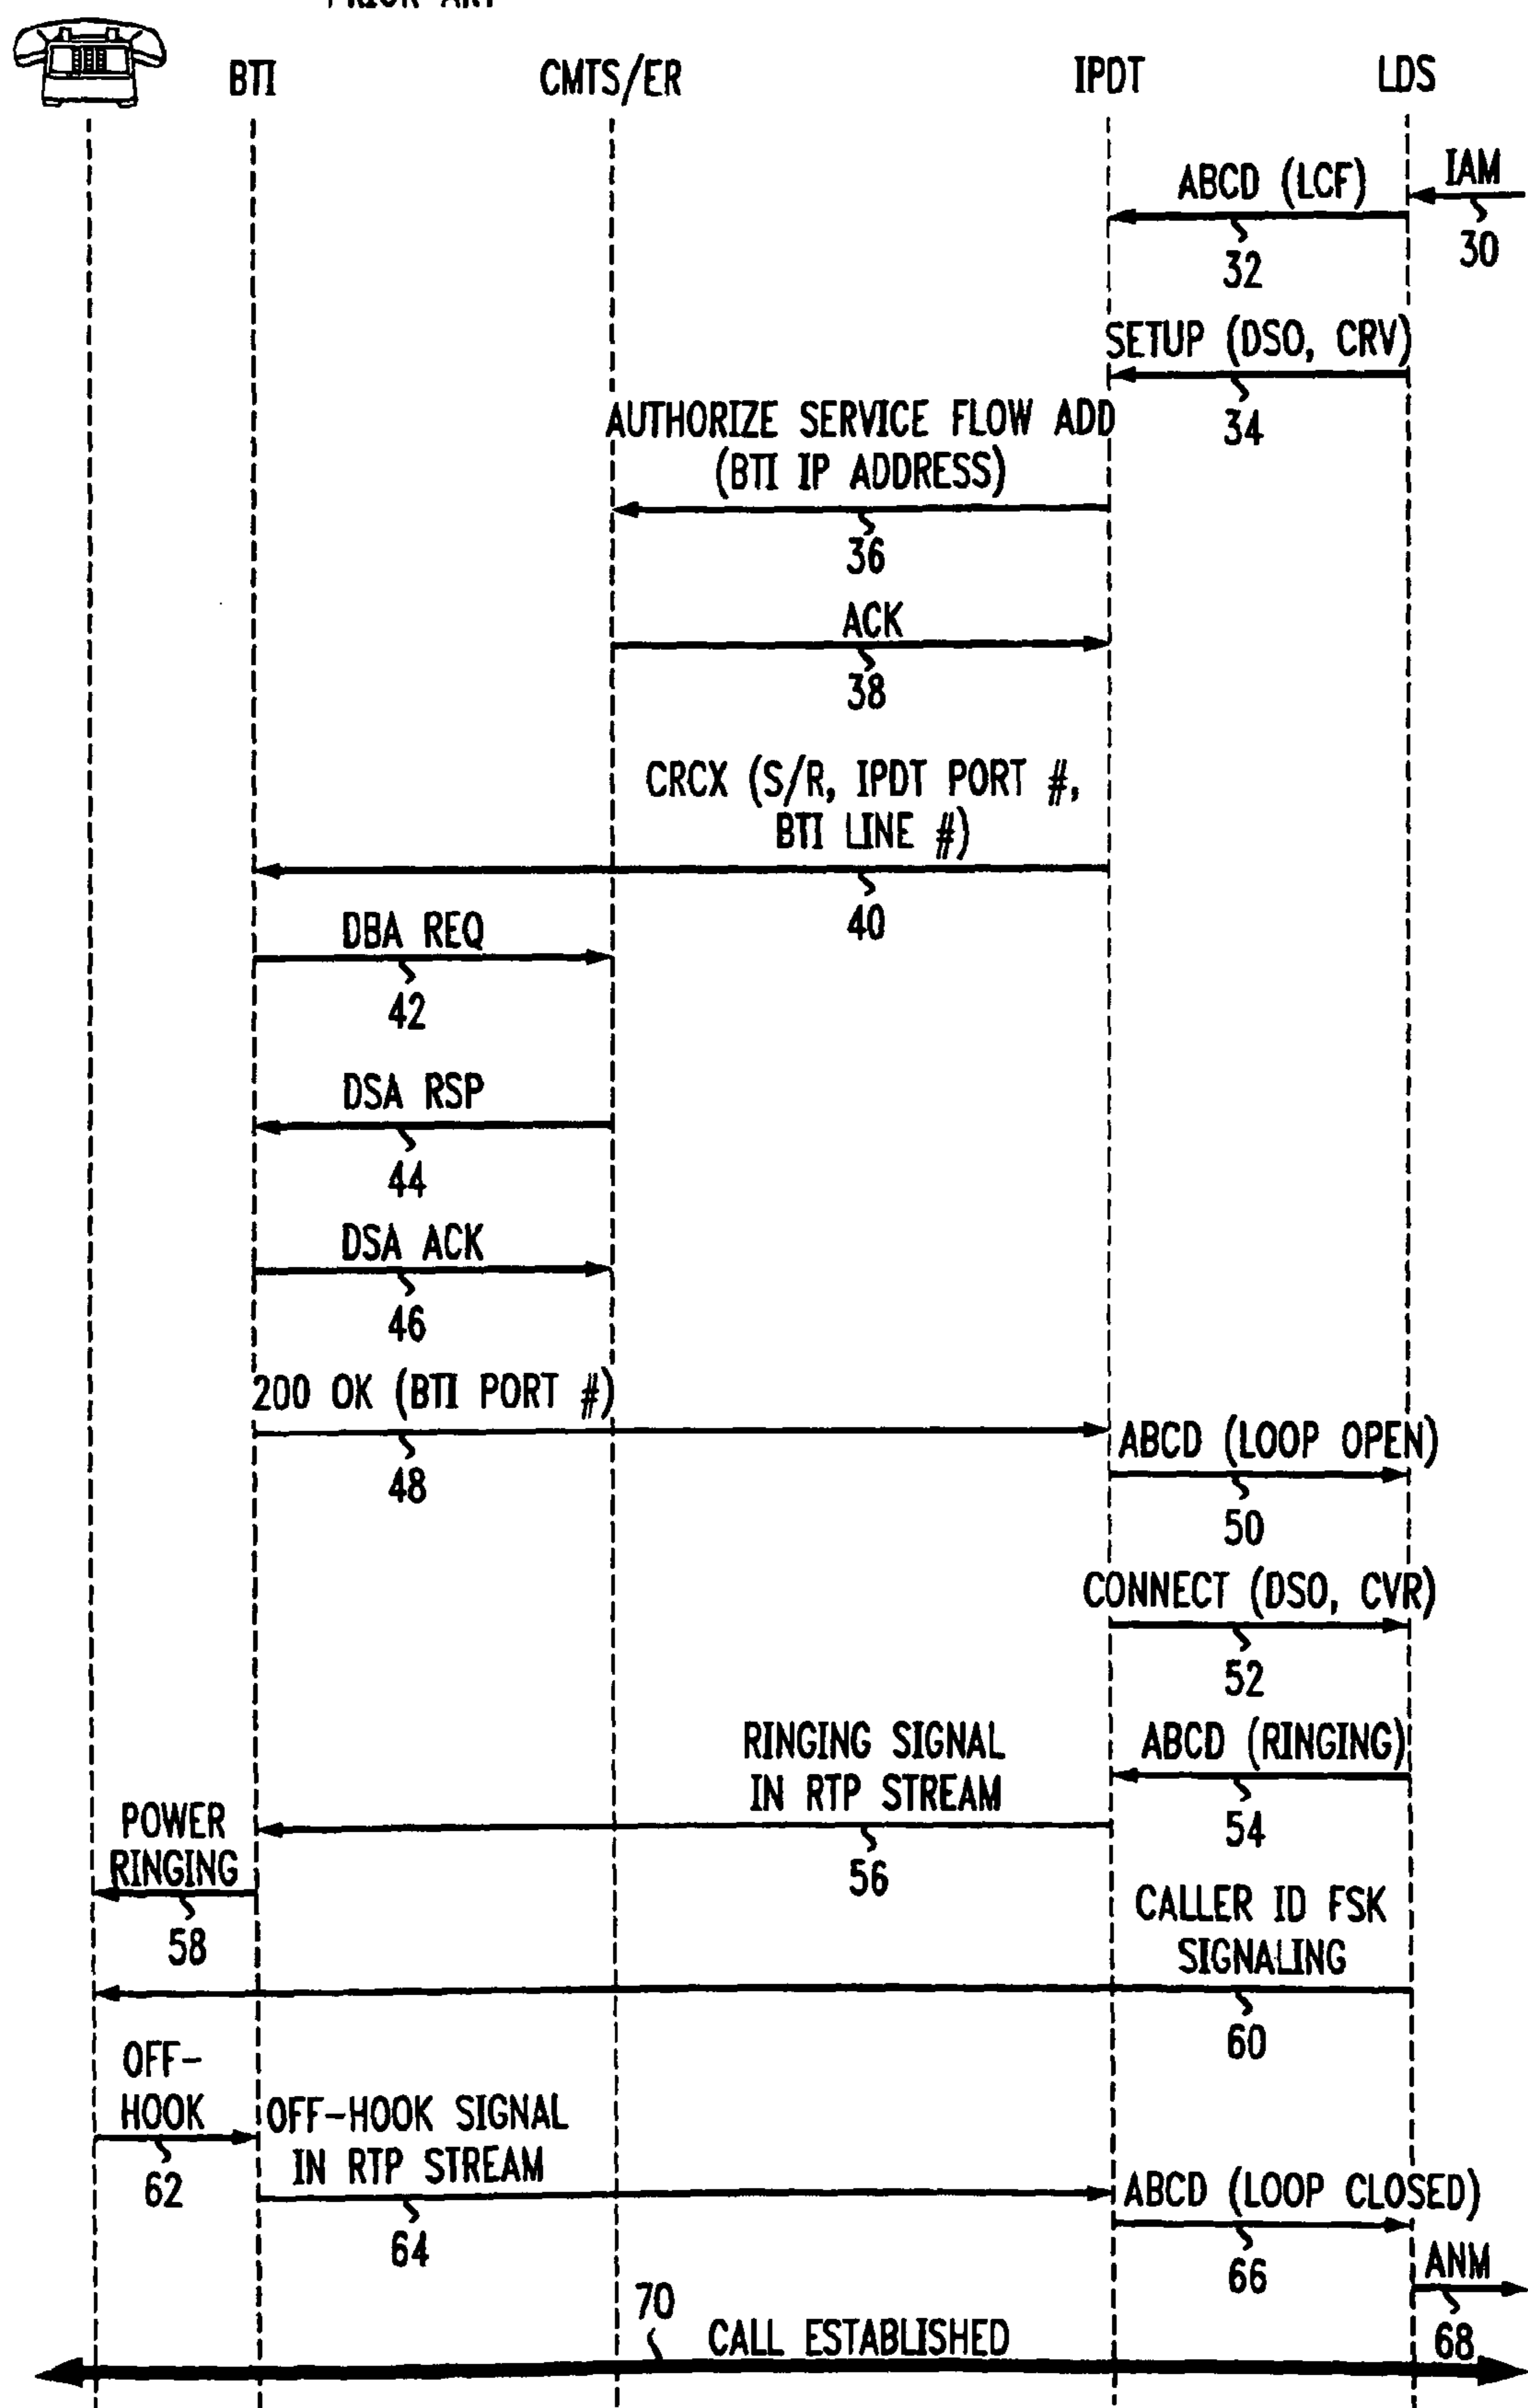 PRIOR ART
BTI
CMTS/ER
IPDT
LDS
IAM
30
ABCD (LCF)
32
SETUP (DSO, CRV)
34
AUTHORIZE SERVICE FLOW ADD
(BTI IP ADDRESS)
36
ACK
38
CRCX (S/R, IPDT PORT #,
BTI LINE #)
40
DBA REQ
42
DSA RSP
44
DSA ACK
46
200 OK (BTI PORT #)
48
ABCD (LOOP OPEN)
50
CONNECT (DSO, CVR)
52
ABCD (RINGING)
54
RINGING SIGNAL
IN RTP STREAM
56
POWER
RINGING
58
CALLER ID FSK
SIGNALING
60
OFF-
HOOK
62
OFF-HOOK SIGNAL
IN RTP STREAM
64
ABCD (LOOP CLOSED)
66
ANM
68
70
CALL ESTABLISHED